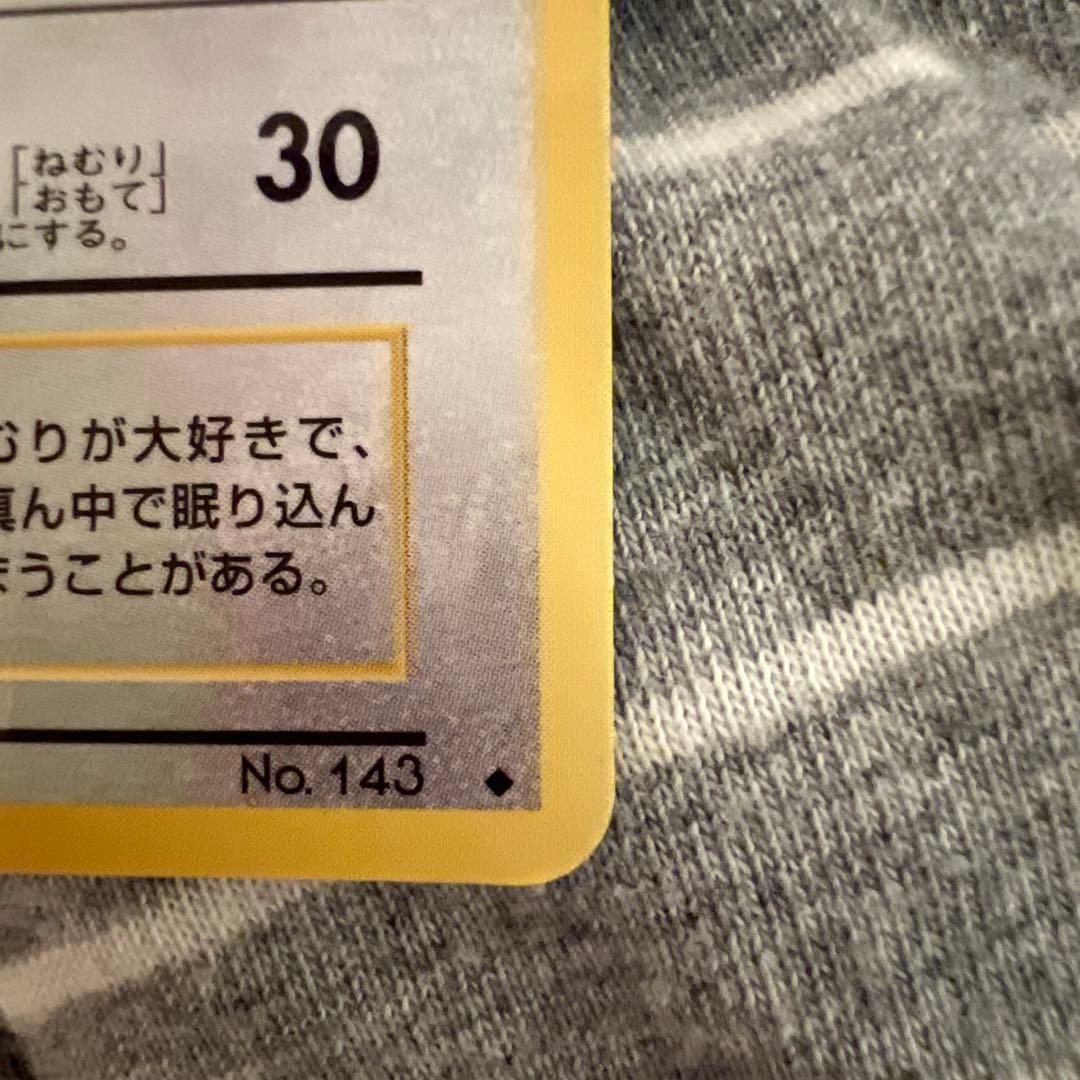 ねむり 30
おもて
にする。
むりが大好きで、
真ん中で眠り込ん
まうことがある。
No. 143 ◆